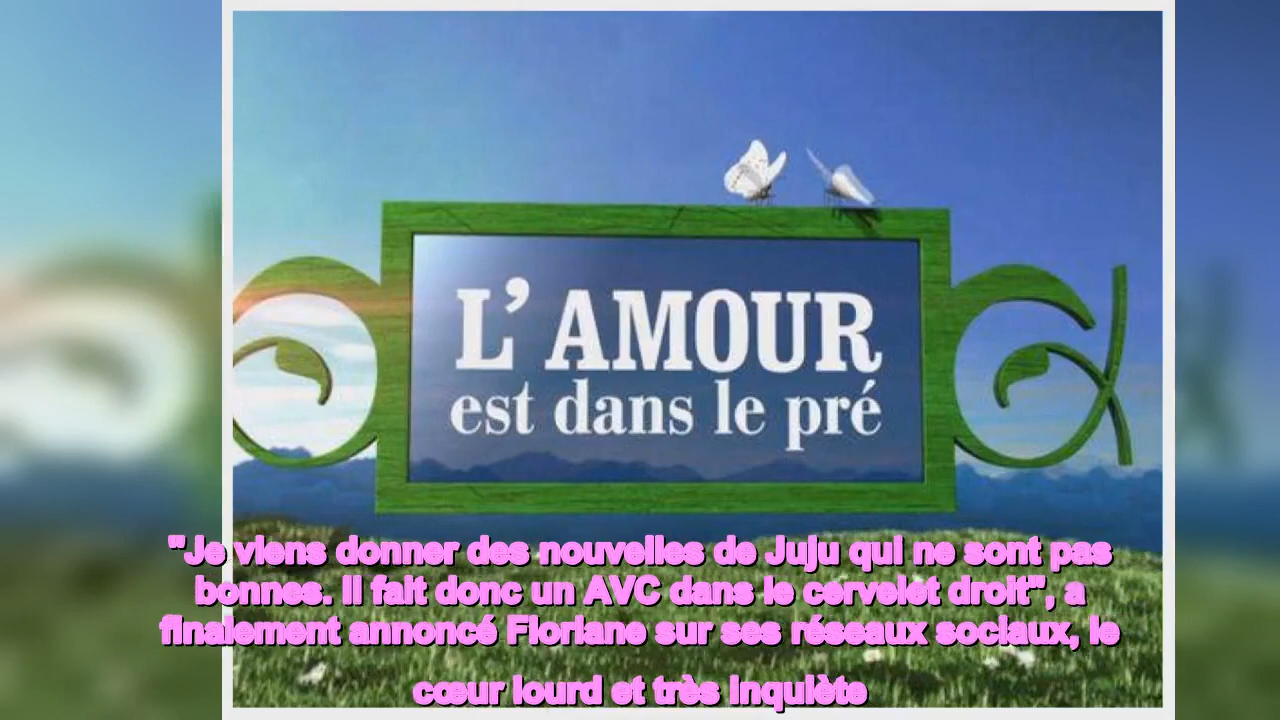 L'AMOUR
est dans le pré
"Je viens donner des nouvelles de Juju qui ne sont pas
bonnes. Il fait donc un AVC dans le cervelet droit", a
finalement annoncé Floriane sur ses réseaux sociaux, le
cœur lourd et très inquiète